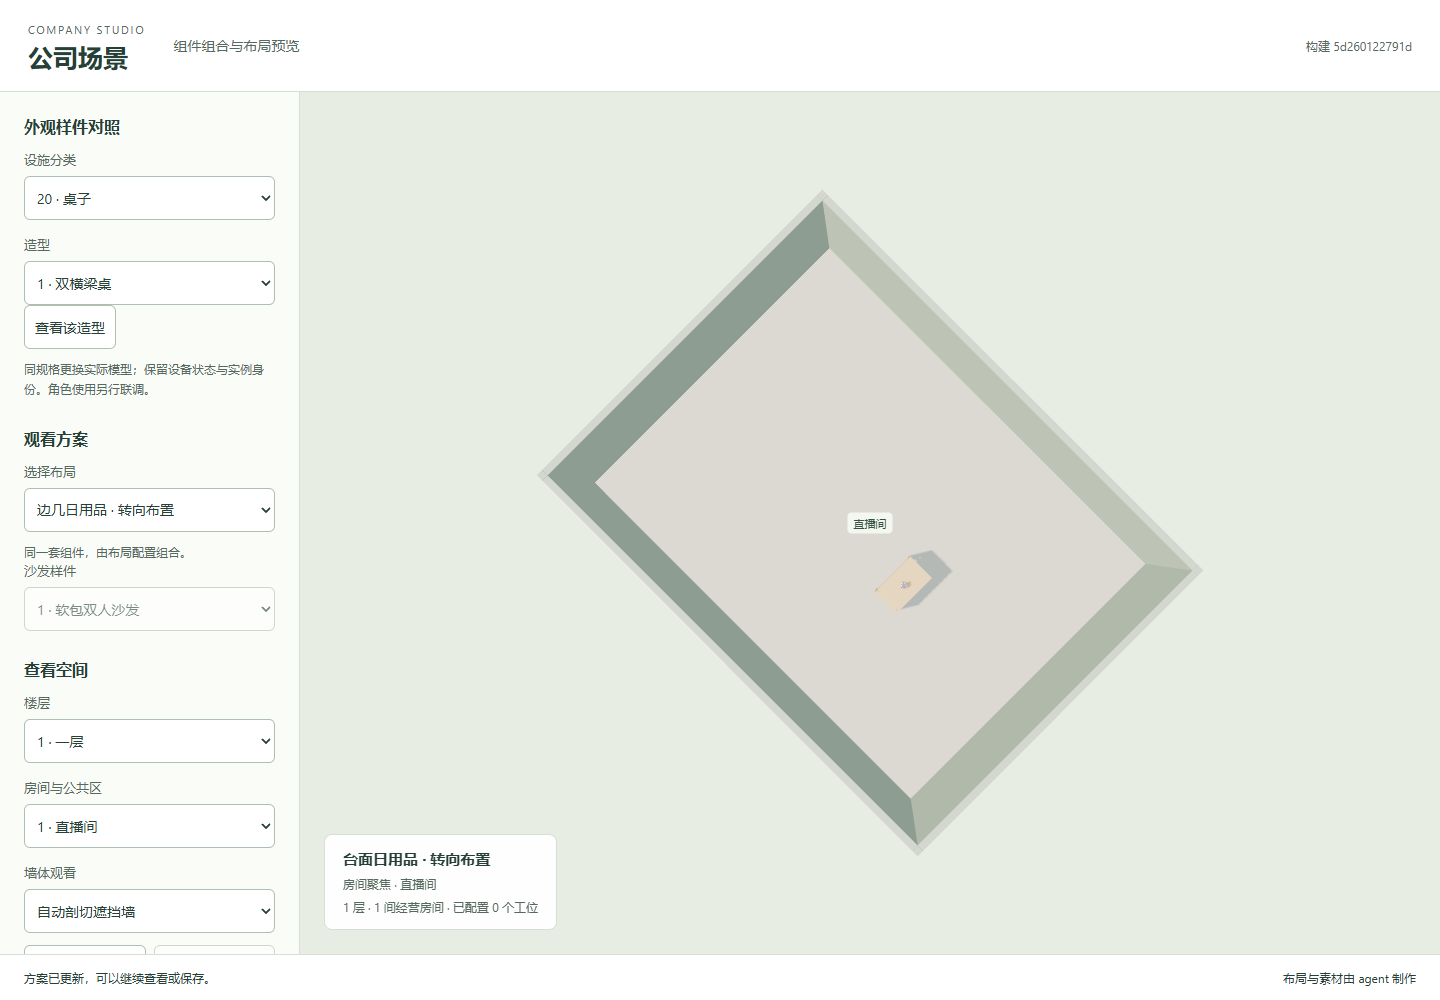 COMPANY STUDIO
公司场景
组件组合与布局预览
构建 5d260122791d
外观样件对照
设施分类
20 · 桌子
造型
1 · 双横梁桌
查看该造型
同规格更换实际模型；保留设备状态与实例身
份。角色使用另行联调。
观看方案
选择布局
边几日用品 · 转向布置
同一套组件，由布局配置组合。
沙发样件
1 · 软包双人沙发
查看空间
楼层
1 · 一层
房间与公共区
1 · 直播间
墙体观看
自动剖切遮挡墙
直播间
台面日用品 · 转向布置
房间聚焦 · 直播间
1 层 · 1 间经营房间 · 已配置 0 个工位
方案已更新，可以继续查看或保存。
布局与素材由 agent 制作